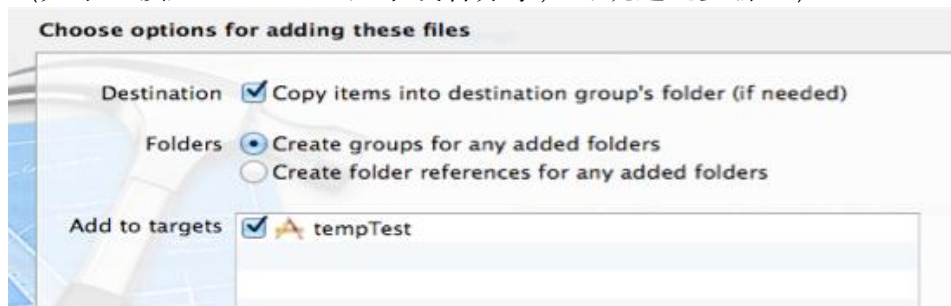 Choose options for adding these files
Destination Copy items into destination group's folder (if needed)
Folders Create groups for any added folders
Create folder references for any added folders
Add to targets tempTest